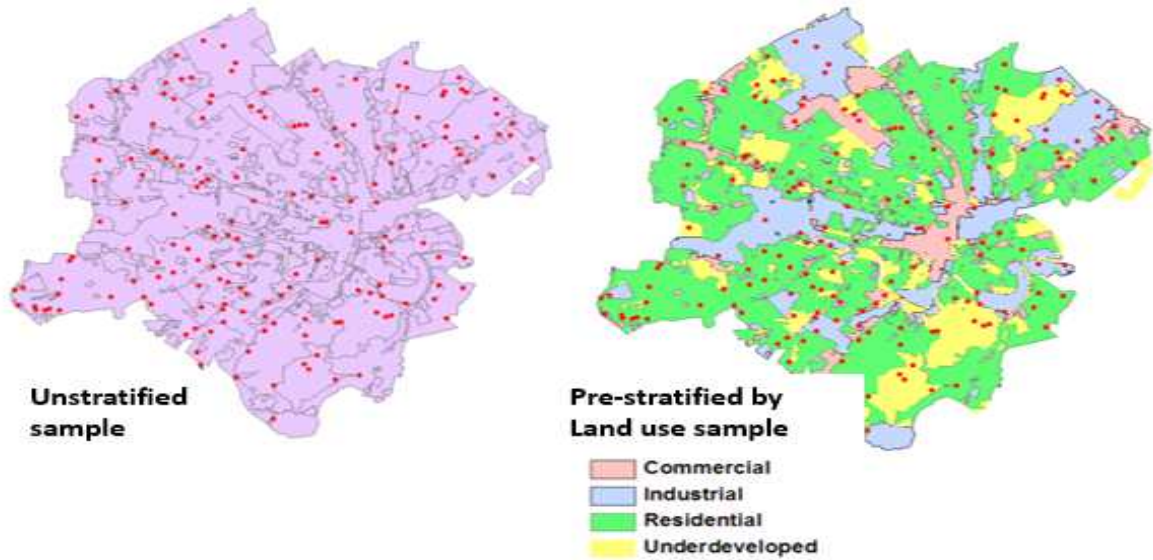 Unstratified
sample
Pre-stratified by
Land use sample
Commercial
Industrial
Residential
Underdeveloped